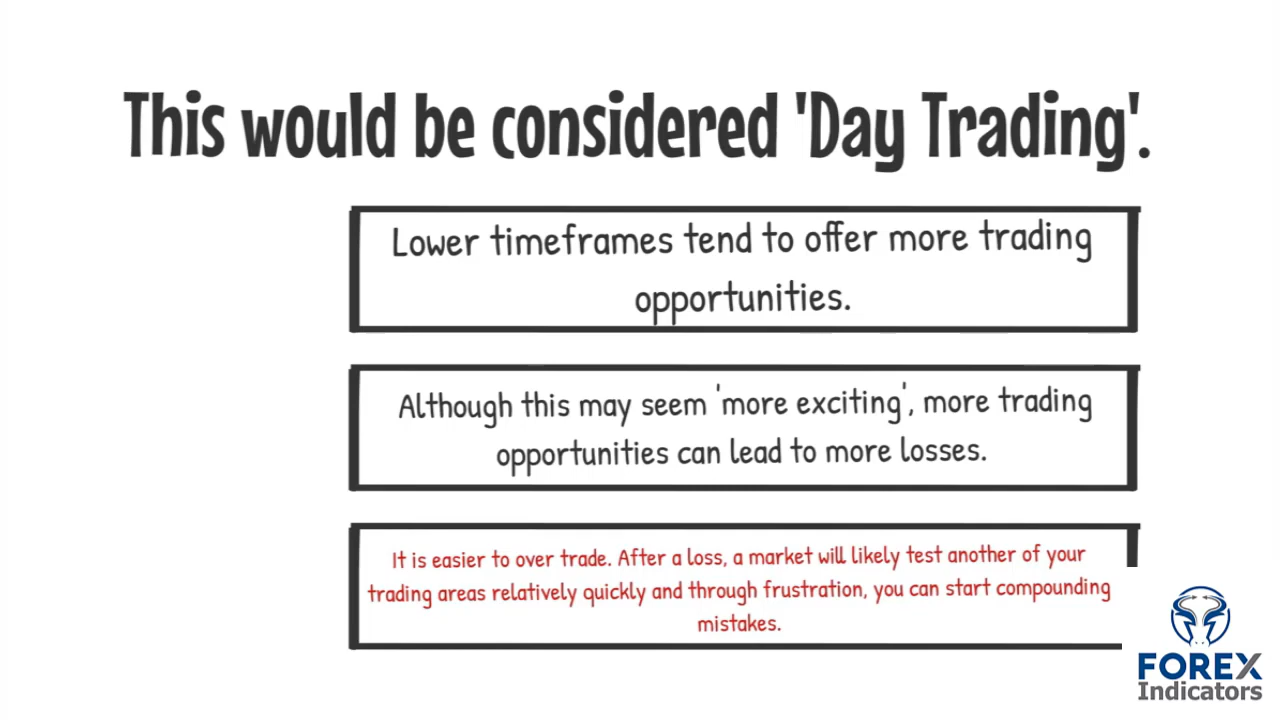 This would be considered 'Day Trading'.
Lower timeframes tend to offer more trading
opportunities.
Although this may seem 'more exciting', more trading
opportunities can lead to more losses.
It is easier to over trade. After a loss, a market will likely test another of your
trading areas relatively quickly and through frustration, you can start compounding
mistakes.
FOREX
Indicators